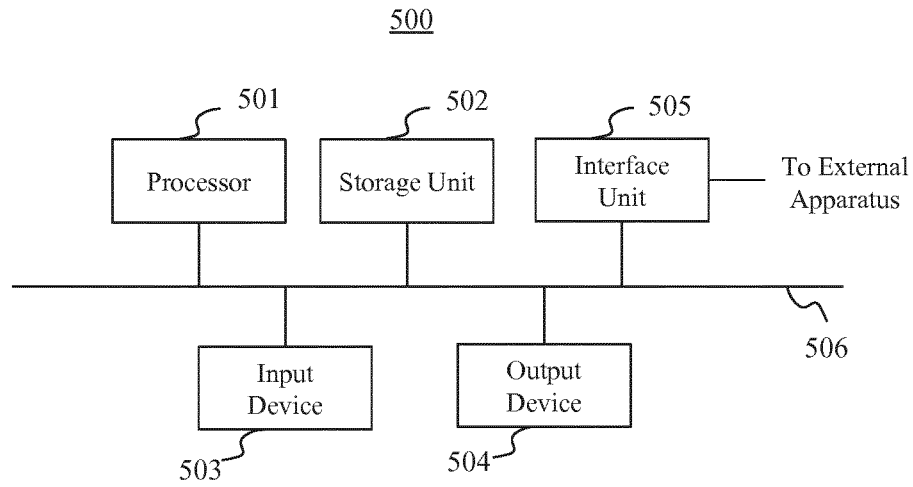 500
501
502
505
Processor
Storage Unit
Interface
Unit
To External
Apparatus
506
Input
Device
Output
Device
503
504